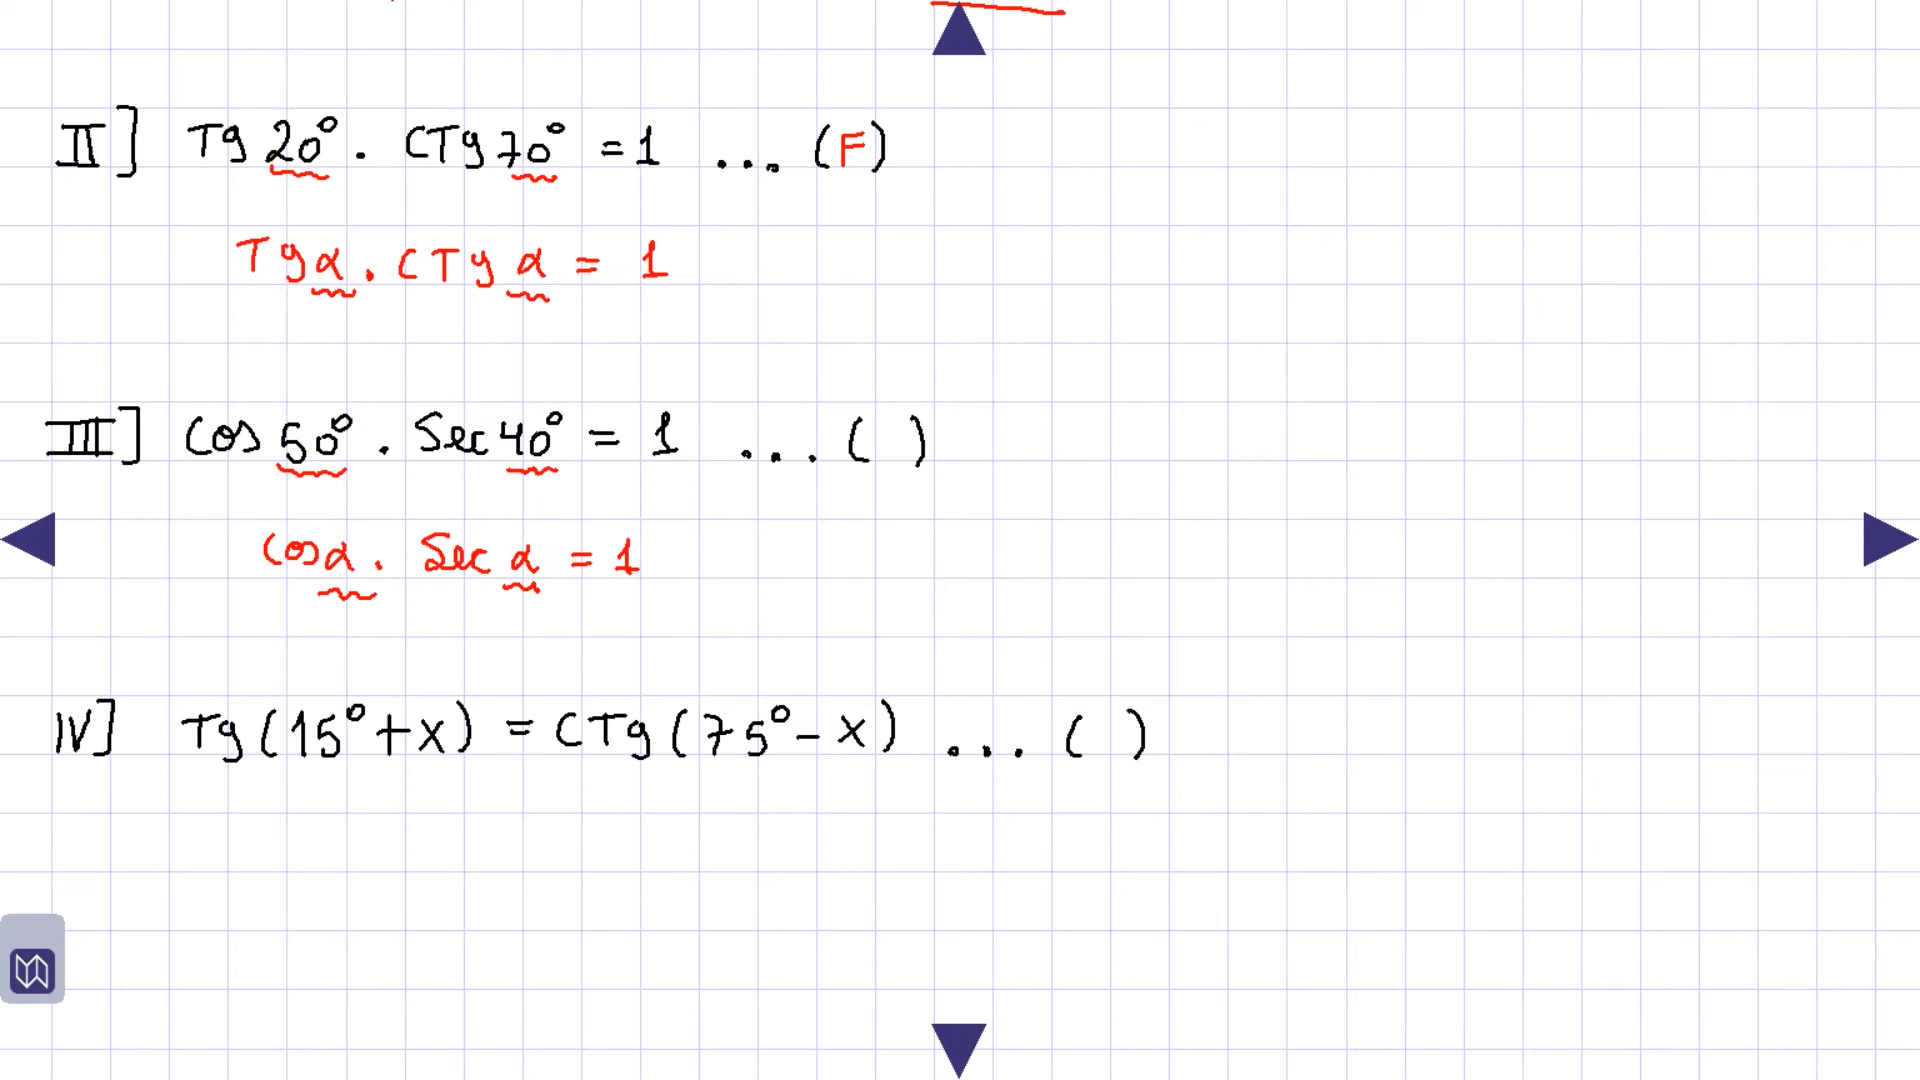 II] Tg 20° . CTg 70° = 1 ... (F)
Tg α . CTg α = 1
III] Cos 50° . Sec 40° = 1 ... ( )
Cos α . Sec α = 1
IV] Tg (15° + x) = CTg (75° - x) ... ( )